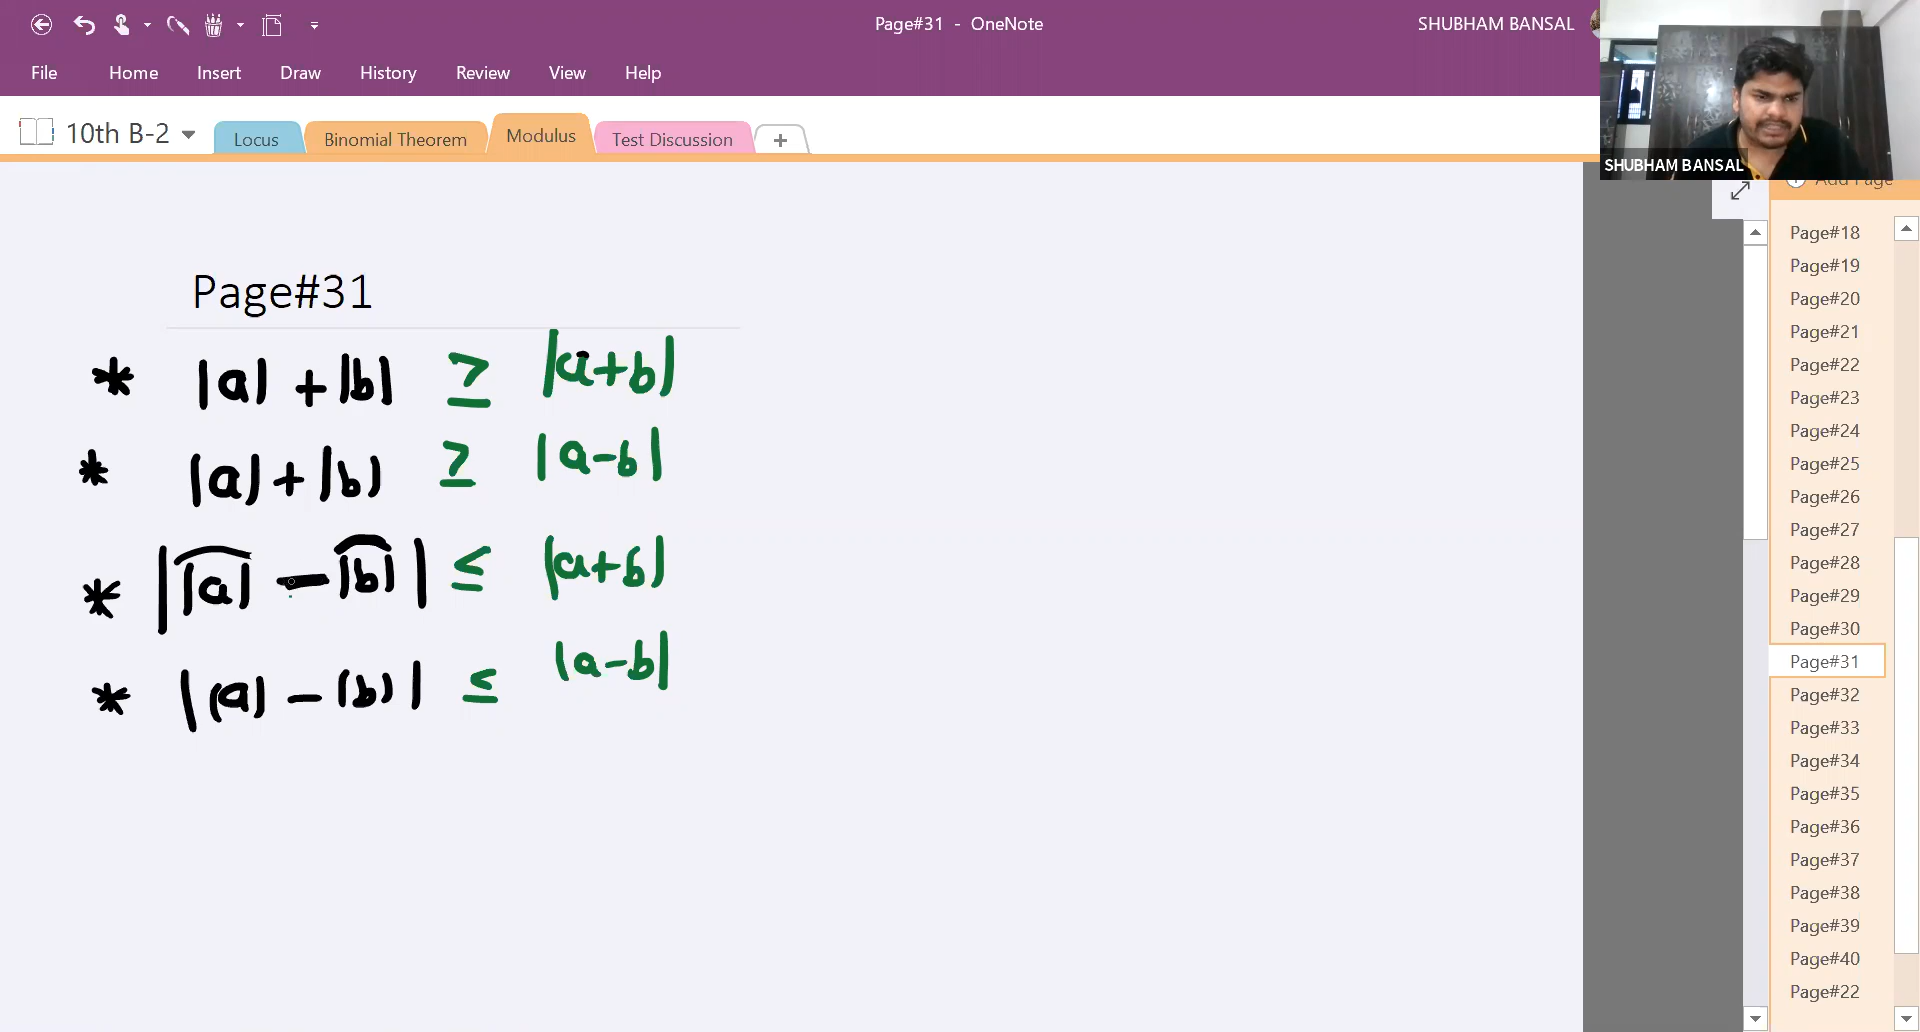 Page#31 - OneNote
SHUBHAM BANSAL
File Home Insert Draw History Review View Help
10th B-2 Locus Binomial Theorem Modulus Test Discussion +
SHUBHAM BANSAL
Add Page
Page#31
* |a| + |b| ≥ |a+b|
* |a| + |b| ≥ |a-b|
* ||a| - |b|| ≤ |a+b|
* ||a| - |b|| ≤ |a-b|
Page#18
Page#19
Page#20
Page#21
Page#22
Page#23
Page#24
Page#25
Page#26
Page#27
Page#28
Page#29
Page#30
Page#31
Page#32
Page#33
Page#34
Page#35
Page#36
Page#37
Page#38
Page#39
Page#40
Page#22